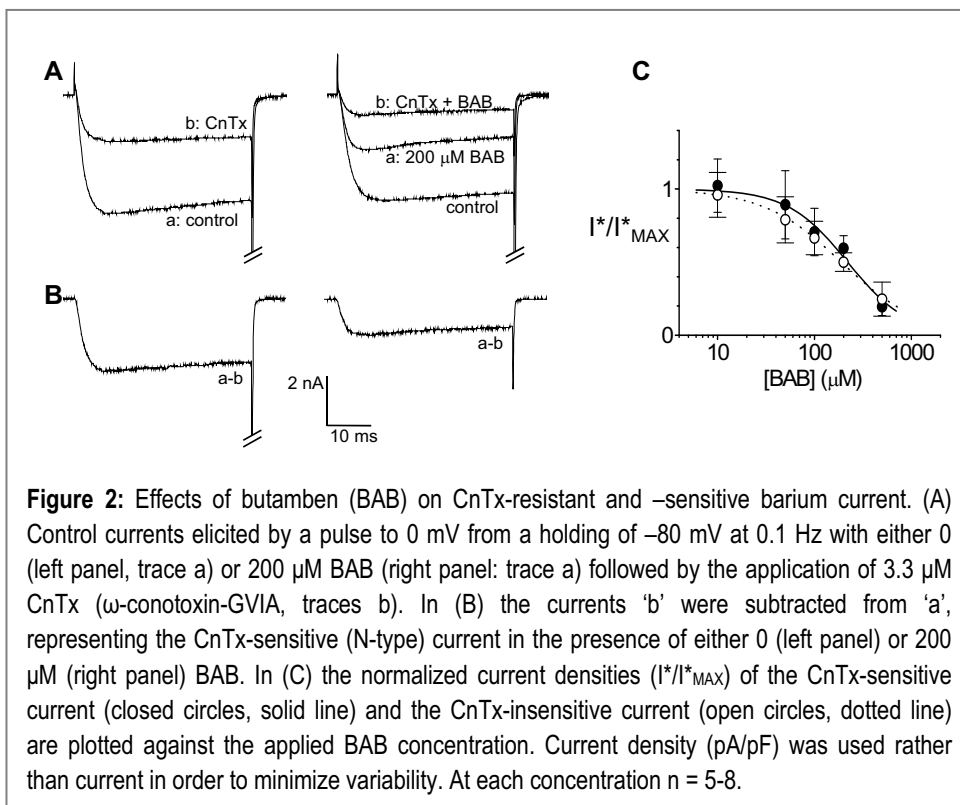 A
b: CnTx
a: control
b: CnTx + BAB
a: 200 μM BAB
control
B
a-b
a-b
2 nA
10 ms
C
I*/I*MAX
1
0
10
100
1000
[BAB] (μM)
Figure 2: Effects of butamben (BAB) on CnTx-resistant and –sensitive barium current. (A)
Control currents elicited by a pulse to 0 mV from a holding of –80 mV at 0.1 Hz with either 0
(left panel, trace a) or 200 µM BAB (right panel: trace a) followed by the application of 3.3 µM
CnTx (ω-conotoxin-GVIA, traces b). In (B) the currents ‘b’ were subtracted from ‘a’,
representing the CnTx-sensitive (N-type) current in the presence of either 0 (left panel) or 200
µM (right panel) BAB. In (C) the normalized current densities (I*/I*MAX) of the CnTx-sensitive
current (closed circles, solid line) and the CnTx-insensitive current (open circles, dotted line)
are plotted against the applied BAB concentration. Current density (pA/pF) was used rather
than current in order to minimize variability. At each concentration n = 5-8.